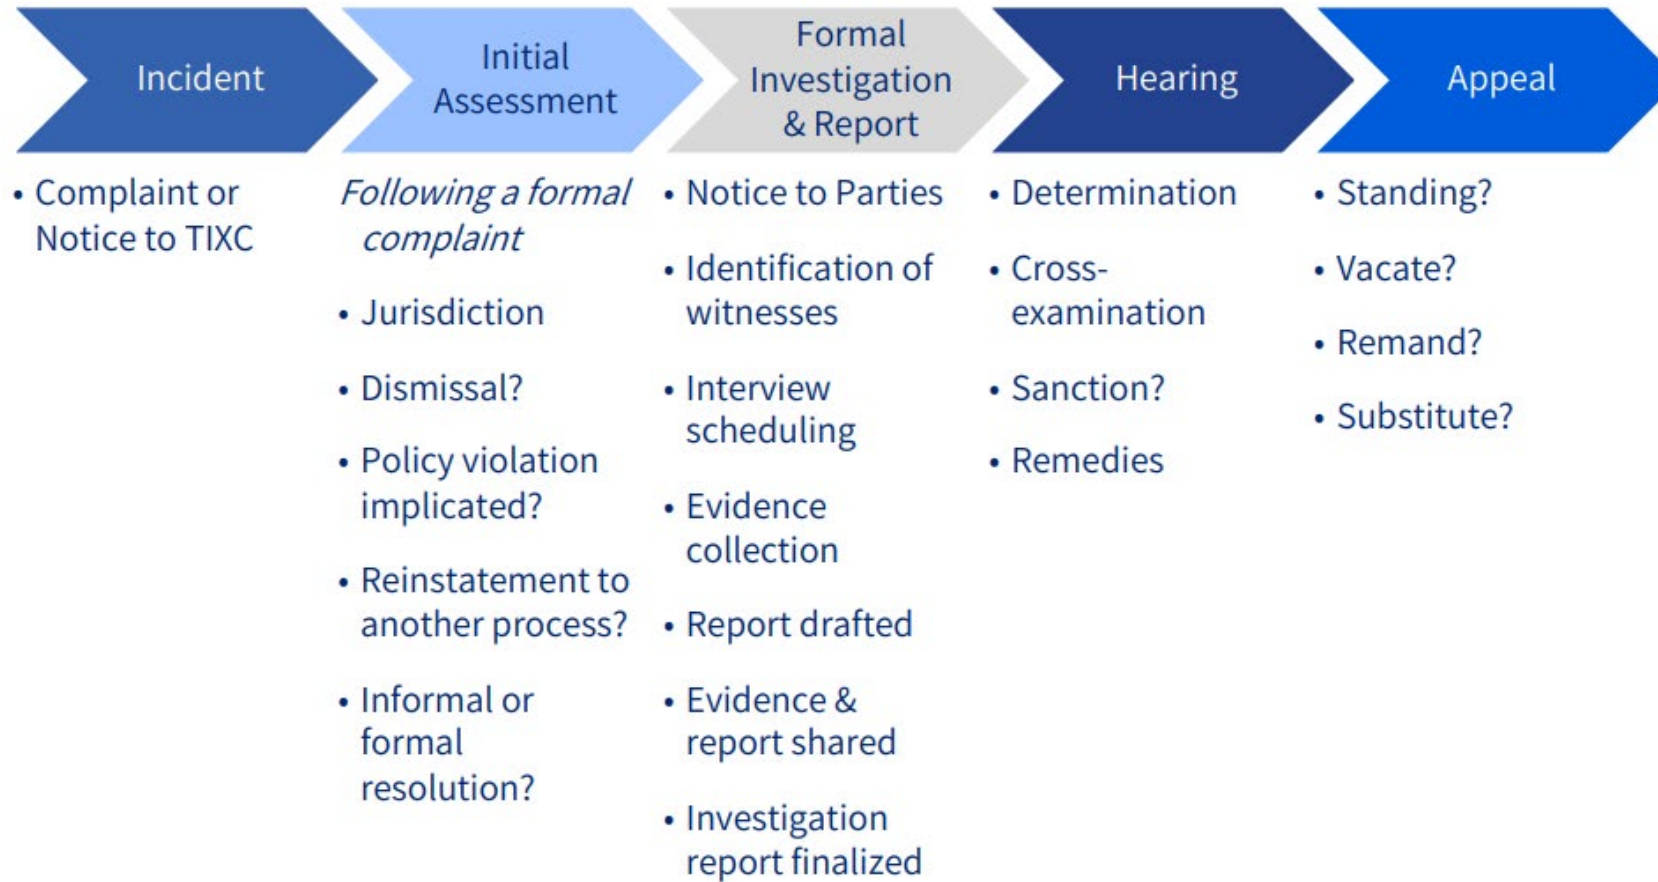 Incident
Initial
Assessment
Formal
Investigation
& Report
Hearing
Appeal
• Complaint or
Notice to TIXC
Following a formal
complaint
• Jurisdiction
• Dismissal?
• Policy violation
implicated?
• Reinstatement to
another process?
• Informal or
formal
resolution?
• Notice to Parties
• Identification of
witnesses
• Interview
scheduling
• Evidence
collection
• Report drafted
• Evidence &
report shared
• Investigation
report finalized
• Determination
• Cross-
examination
• Sanction?
• Remedies
• Standing?
• Vacate?
• Remand?
• Substitute?